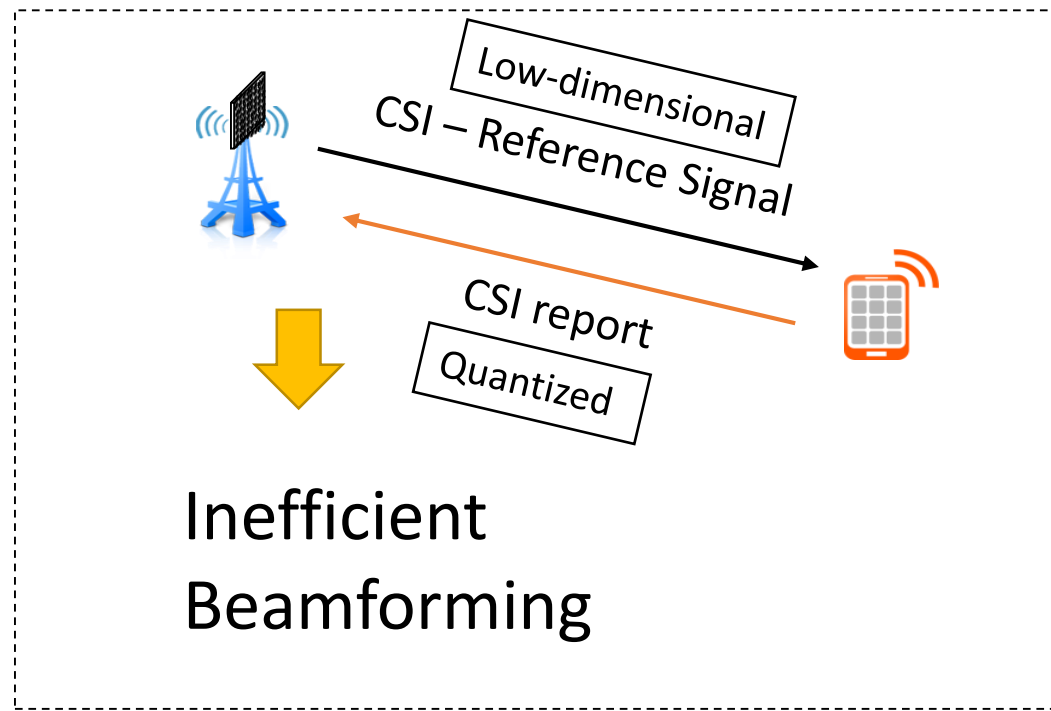 Low-dimensional
CSI – Reference Signal
CSI report
Quantized
Inefficient
Beamforming